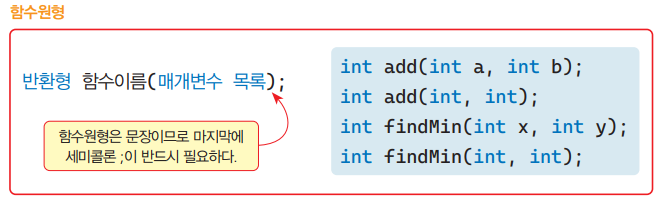 함수원형
반환형 함수이름(매개변수 목록);
함수원형은 문장이므로 마지막에
세미콜론 ;이 반드시 필요하다.
int add(int a, int b);
int add(int, int);
int findMin(int x, int y);
int findMin(int, int);